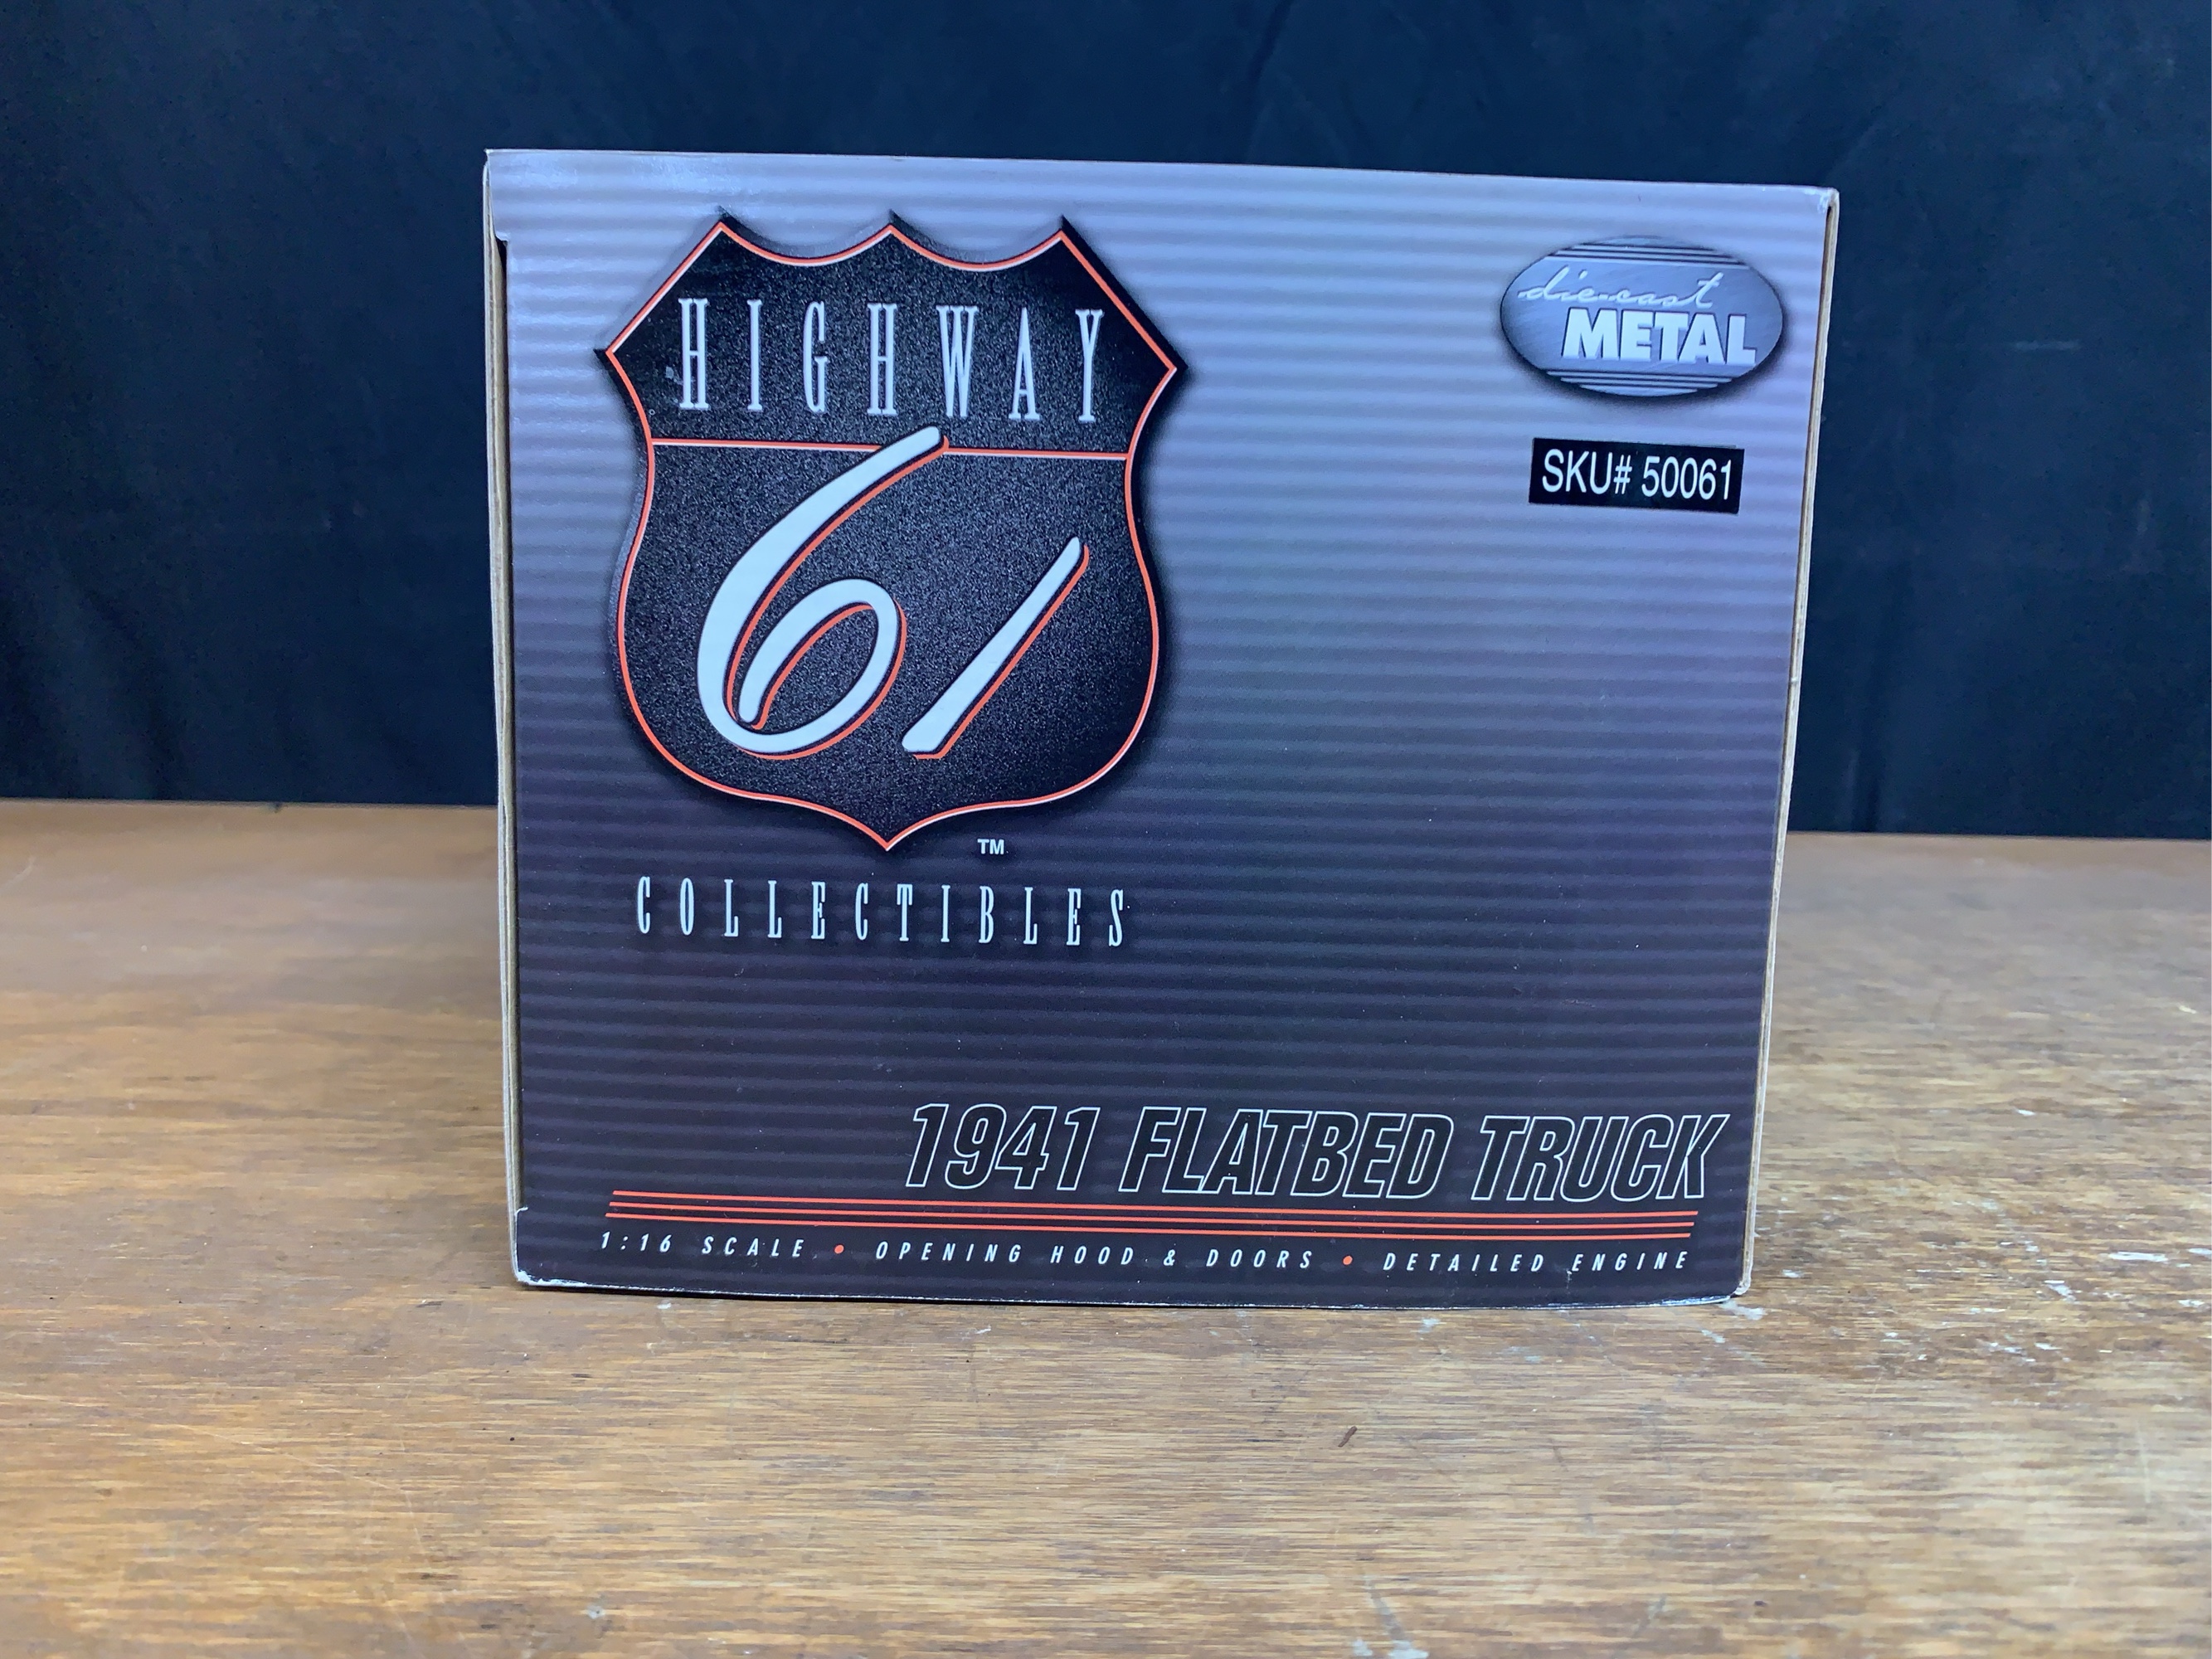 HIGHWAY
61
TM
COLLECTIBLES
die-cast
METAL
SKU# 50061
1941 FLATBED TRUCK
1:16 SCALE • OPENING HOOD & DOORS • DETAILED ENGINE